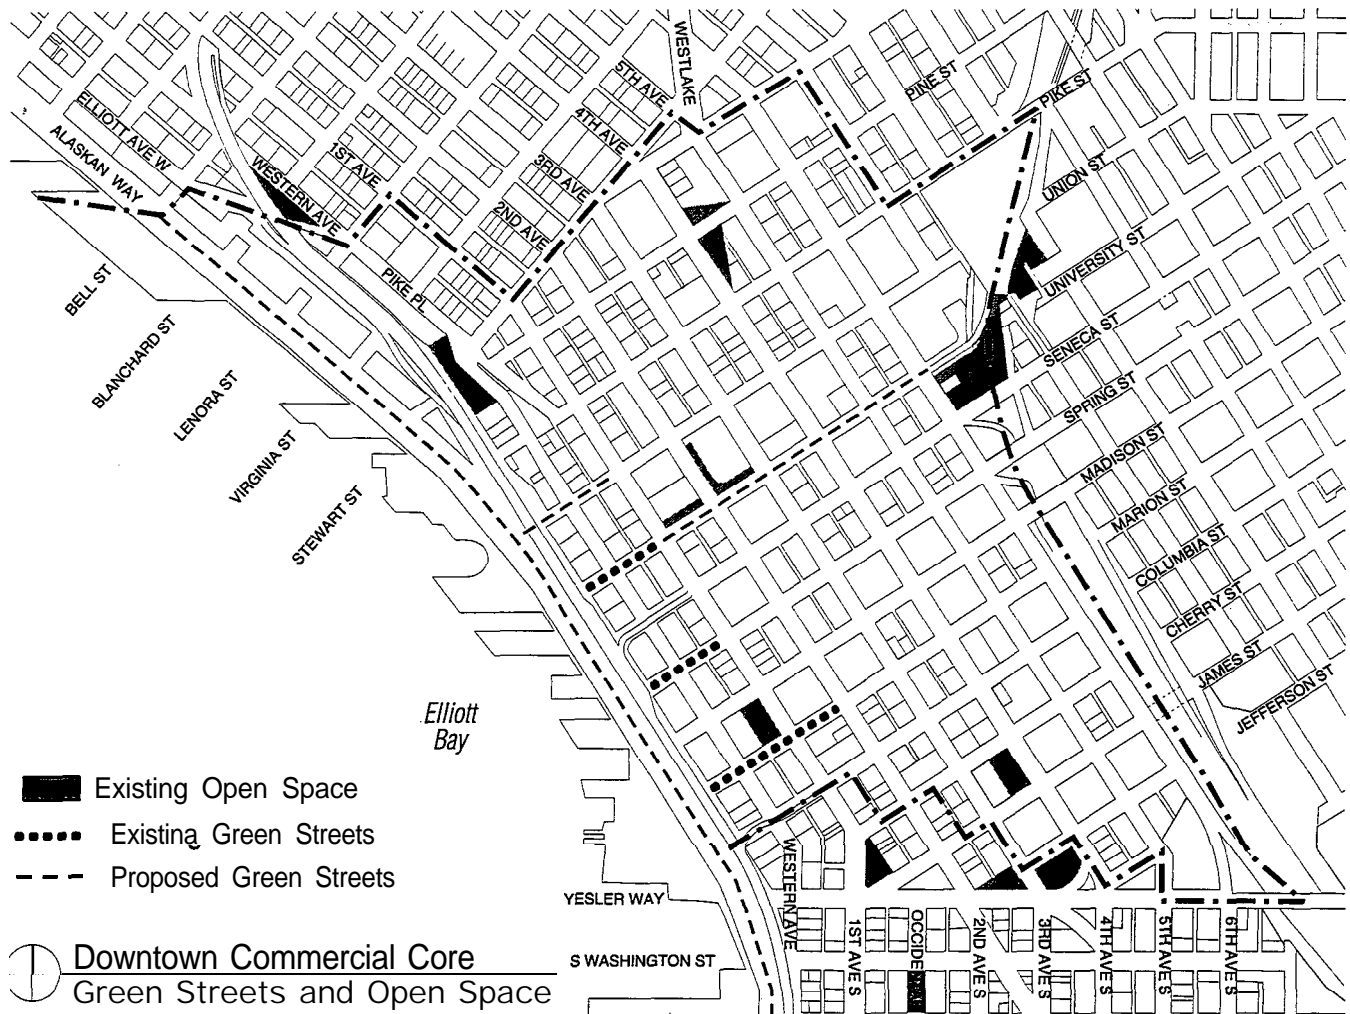 WESTLAKE
5TH AVE
4TH AVE
3RD AVE
2ND AVE
1ST AVE
WESTERN AVE
ELLIOTT AVE W
ALASKAN WAY
PIKE PL
PINE ST
PIKE ST
UNION ST
UNIVERSITY ST
SENECA ST
SPRING ST
MADISON ST
MARION ST
COLUMBIA ST
CHERRY ST
JAMES ST
JEFFERSON ST
BELL ST
BLANCHARD ST
LENORA ST
VIRGINIA ST
STEWART ST
Elliott
Bay
Existing Open Space
Existing Green Streets
Proposed Green Streets
YESLER WAY
S WASHINGTON ST
WESTERN AVE
1ST AVE S
2ND AVE S
3RD AVE S
4TH AVE S
5TH AVE S
6TH AVE S
Downtown Commercial Core
Green Streets and Open Space